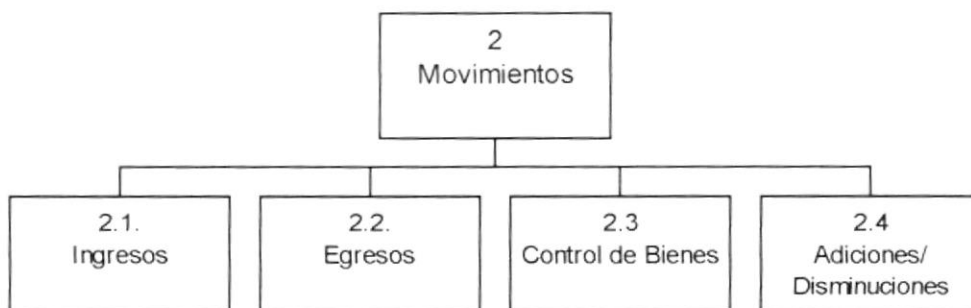 2
Movimientos
2.1.
Ingresos
2.2.
Egresos
2.3
Control de Bienes
2.4
Adiciones/
Disminuciones